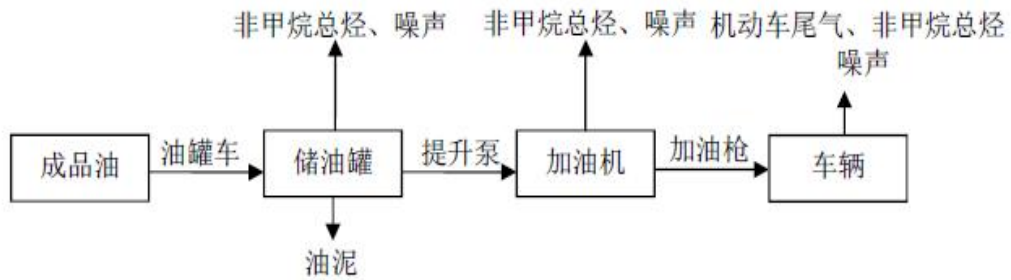 非甲烷总烃、噪声
非甲烷总烃、噪声
机动车尾气、非甲烷总烃
噪声
成品油
油罐车
储油罐
提升泵
加油机
加油枪
车辆
油泥